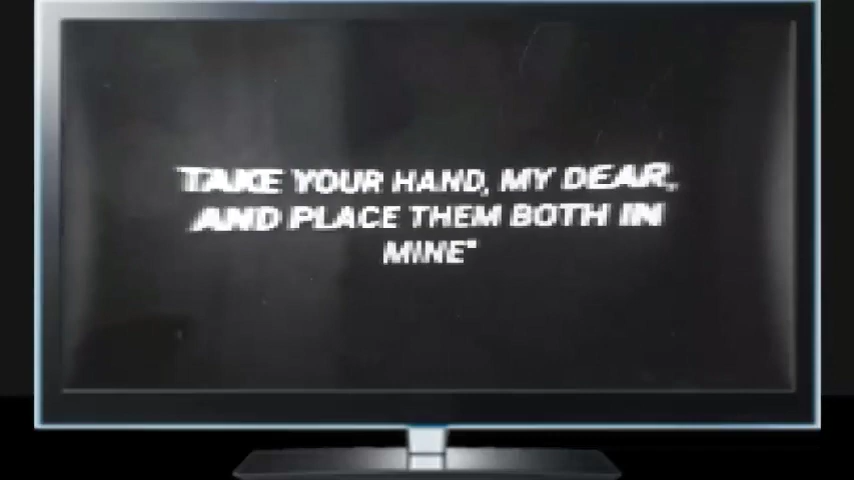 TAKE YOUR HAND, MY DEAR,
AND PLACE THEM BOTH IN
MINE"